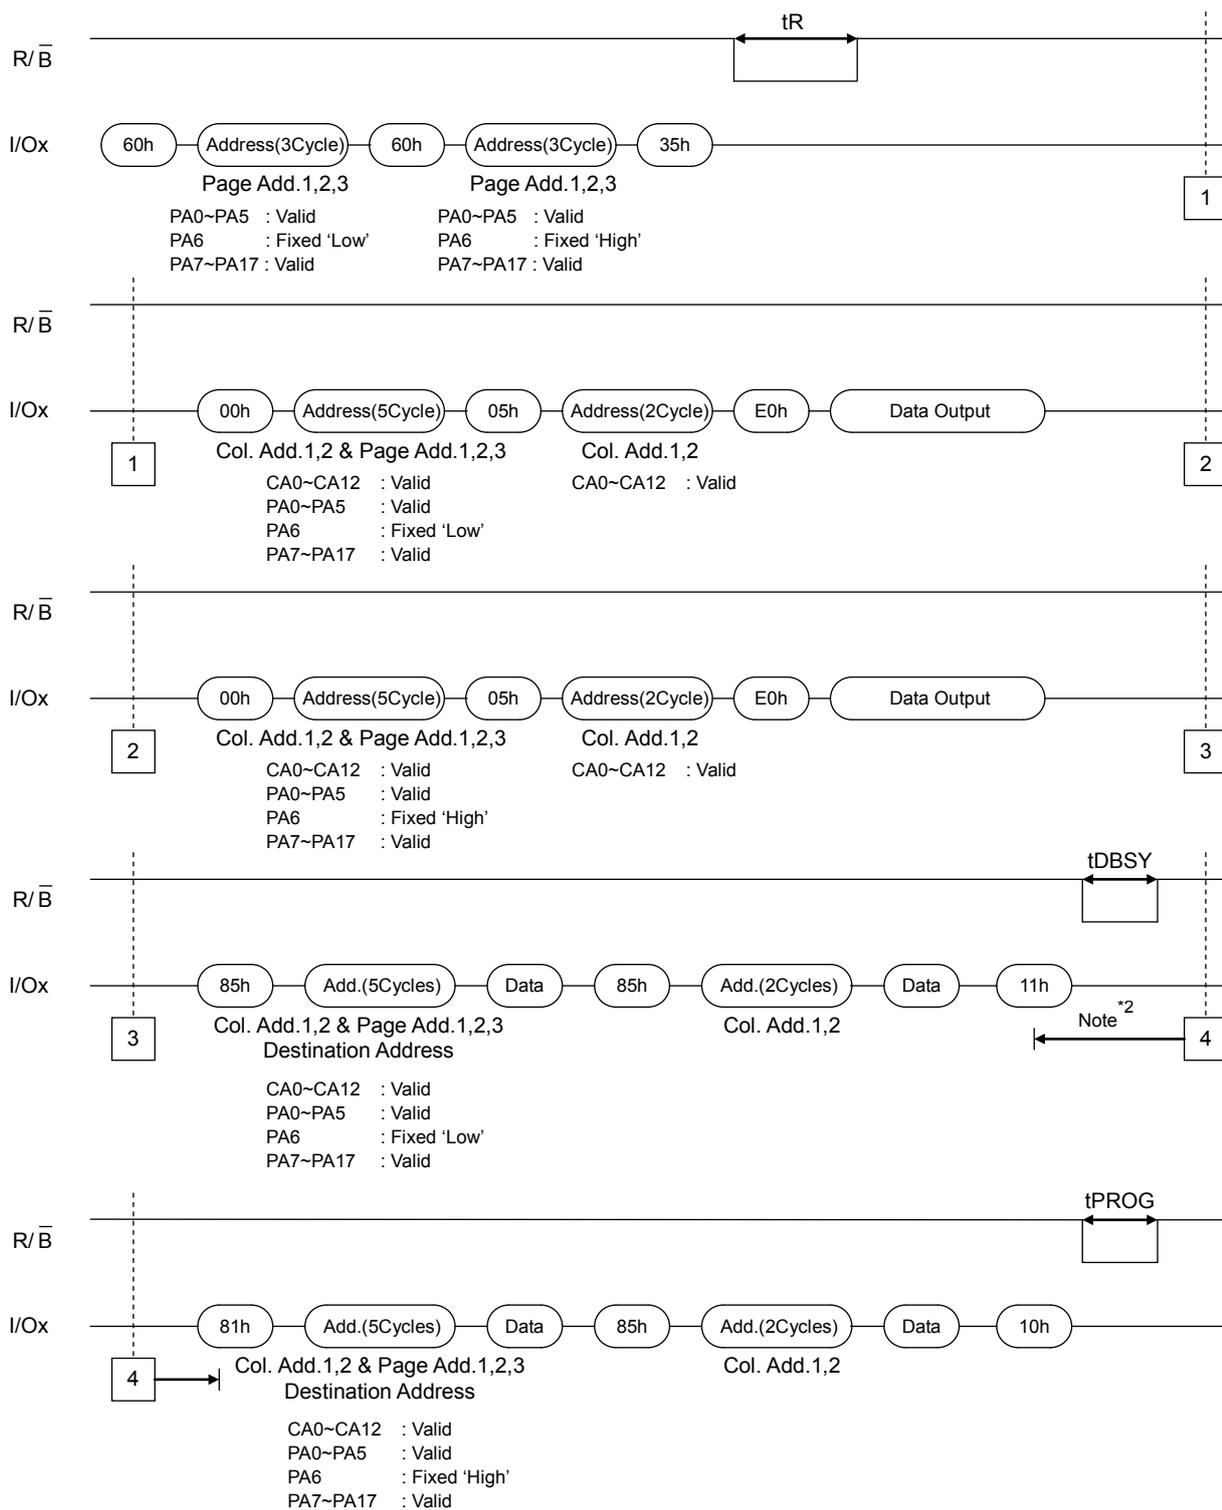 tR
R/B̅
I/Ox 60h Address(3Cycle) 60h Address(3Cycle) 35h
Page Add.1,2,3 Page Add.1,2,3
1
PA0~PA5 : Valid PA0~PA5 : Valid
PA6 : Fixed ‘Low’ PA6 : Fixed ‘High’
PA7~PA17 : Valid PA7~PA17 : Valid
R/B̅
I/Ox 00h Address(5Cycle) 05h Address(2Cycle) E0h Data Output
Col. Add.1,2 & Page Add.1,2,3 Col. Add.1,2
1 2
CA0~CA12 : Valid CA0~CA12 : Valid
PA0~PA5 : Valid
PA6 : Fixed ‘Low’
PA7~PA17 : Valid
R/B̅
I/Ox 00h Address(5Cycle) 05h Address(2Cycle) E0h Data Output
Col. Add.1,2 & Page Add.1,2,3 Col. Add.1,2
2 3
CA0~CA12 : Valid CA0~CA12 : Valid
PA0~PA5 : Valid
PA6 : Fixed ‘High’
PA7~PA17 : Valid
tDBSY
R/B̅
I/Ox 85h Add.(5Cycles) Data 85h Add.(2Cycles) Data 11h
Col. Add.1,2 & Page Add.1,2,3 Col. Add.1,2 Note*2
3 4
Destination Address
CA0~CA12 : Valid
PA0~PA5 : Valid
PA6 : Fixed ‘Low’
PA7~PA17 : Valid
tPROG
R/B̅
I/Ox 81h Add.(5Cycles) Data 85h Add.(2Cycles) Data 10h
Col. Add.1,2 & Page Add.1,2,3 Col. Add.1,2
4
Destination Address
CA0~CA12 : Valid
PA0~PA5 : Valid
PA6 : Fixed ‘High’
PA7~PA17 : Valid